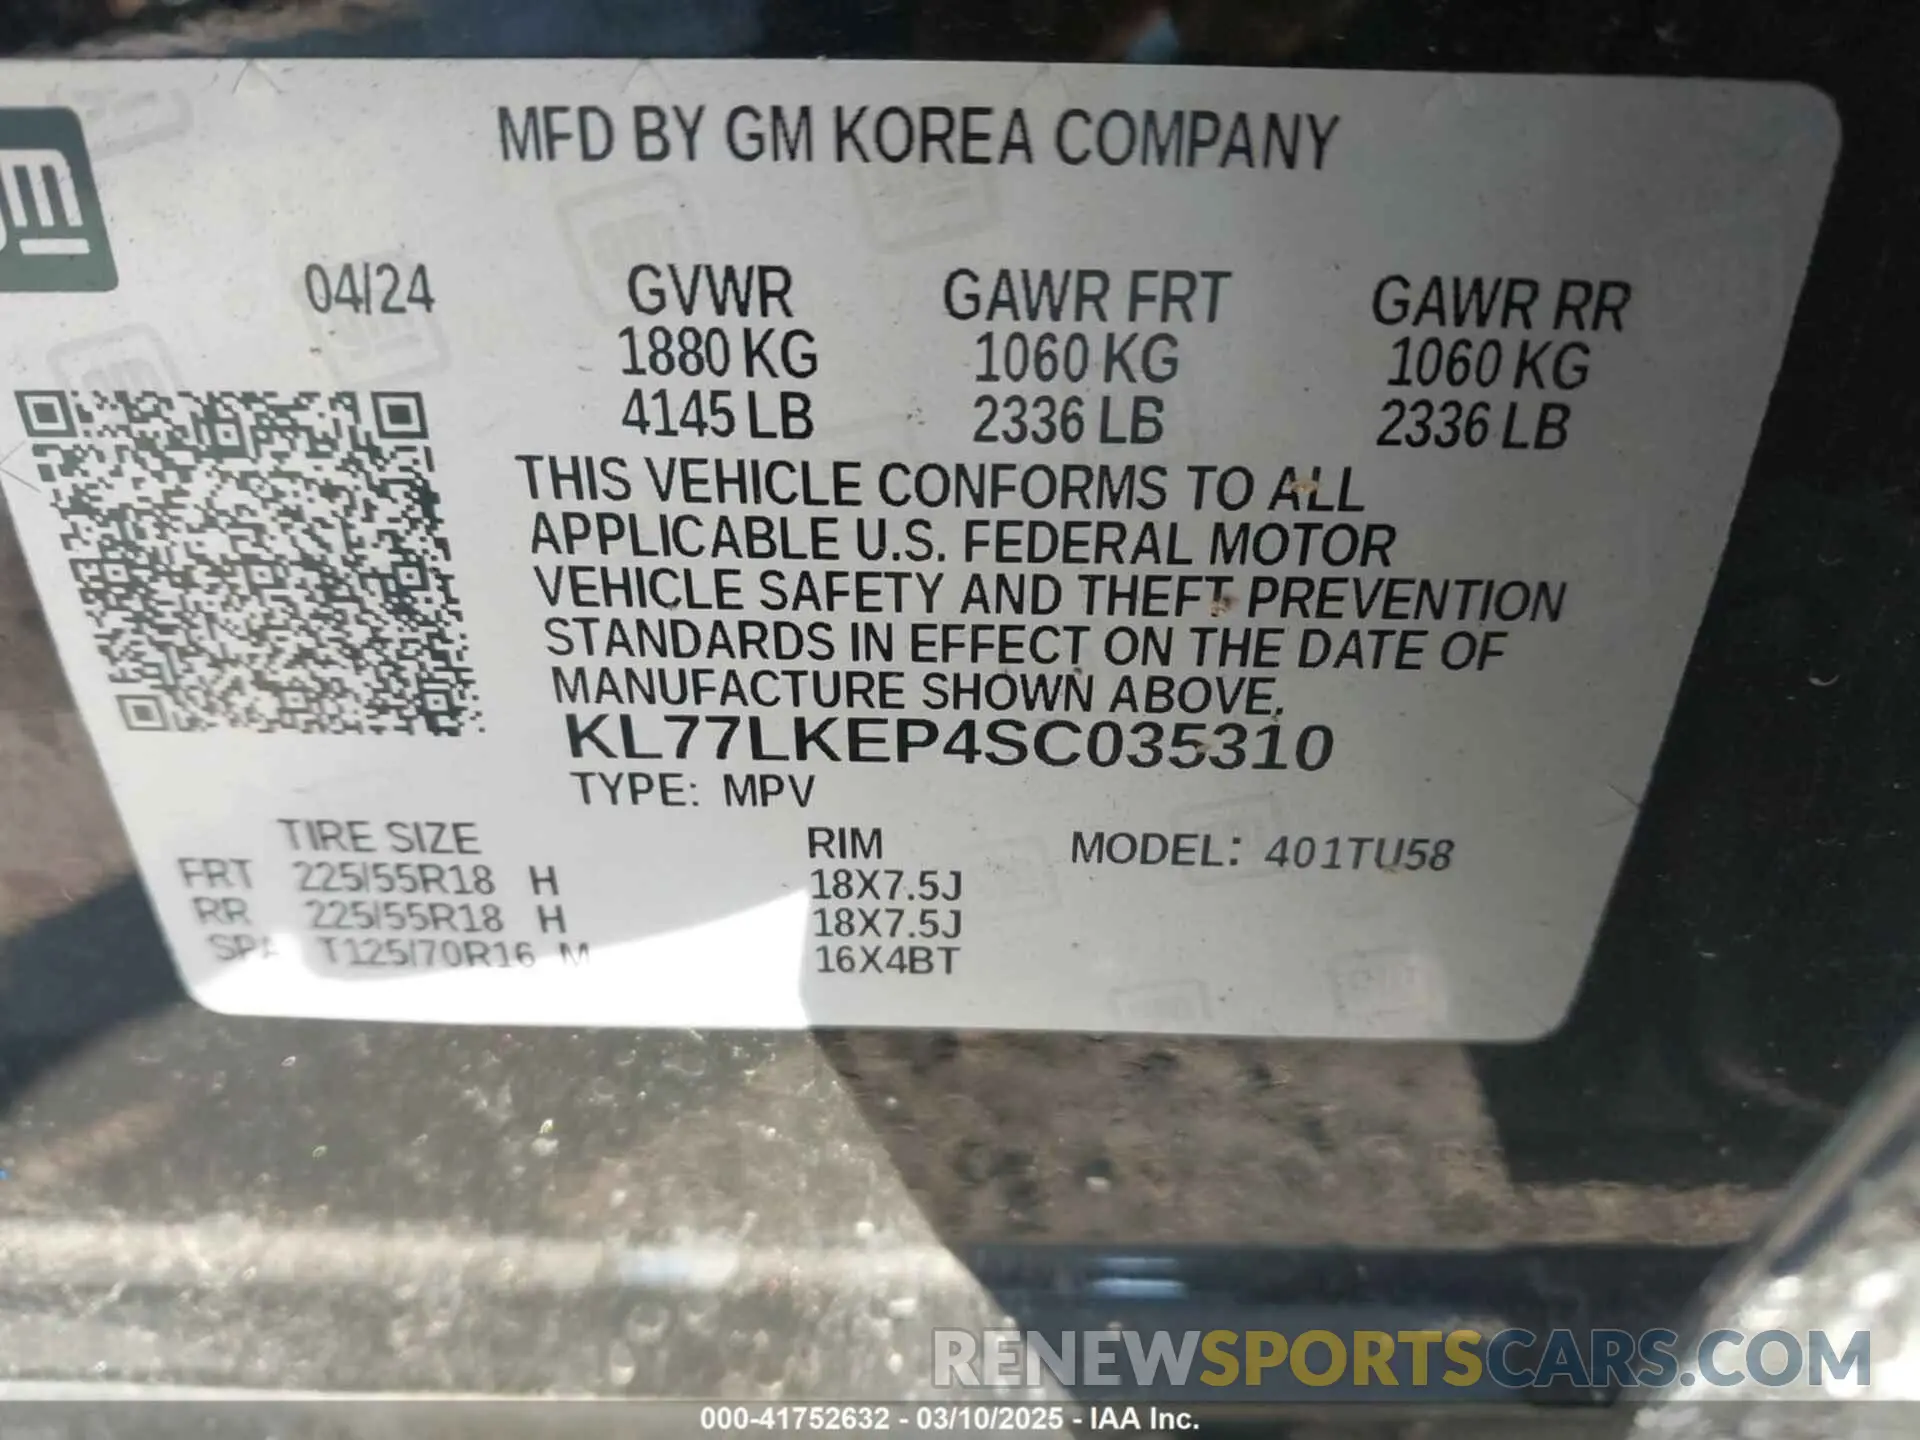 MFD BY GM KOREA COMPANY
04/24 GVWR GAWR FRT GAWR RR
1880 KG 1060 KG 1060 KG
4145 LB 2336 LB 2336 LB
THIS VEHICLE CONFORMS TO ALL
APPLICABLE U.S. FEDERAL MOTOR
VEHICLE SAFETY AND THEFT PREVENTION
STANDARDS IN EFFECT ON THE DATE OF
MANUFACTURE SHOWN ABOVE.
KL77LKEP4SC035310
TYPE: MPV
TIRE SIZE RIM MODEL: 401TU58
FRT 225/55R18 H 18X7.5J
RR 225/55R18 H 18X7.5J
SPA T125/70R16 M 16X4BT
RENEWSPORTSCARS.COM
000-41752632 - 03/10/2025 - IAA Inc.